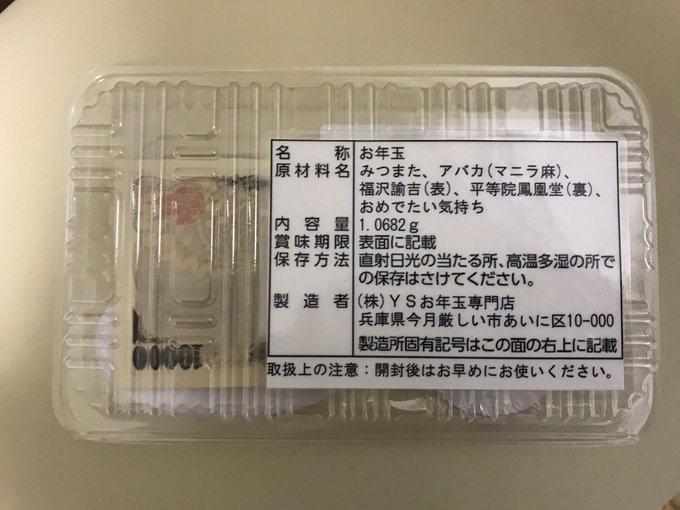 名称 お年玉
原材料名 みつまた、アバカ(マニラ麻)、
福沢諭吉(表)、平等院鳳凰堂(裏)、
おめでたい気持ち
内容量 1.0682g
賞味期限 表面に記載
保存方法 直射日光の当たる所、高温多湿の所で
の保存はさけてください。
製造者 (株)YSお年玉専門店
兵庫県今月厳しい市あいに区10-000
製造所固有記号はこの面の右上に記載
取扱上の注意:開封後はお早めにお使いください。
10000